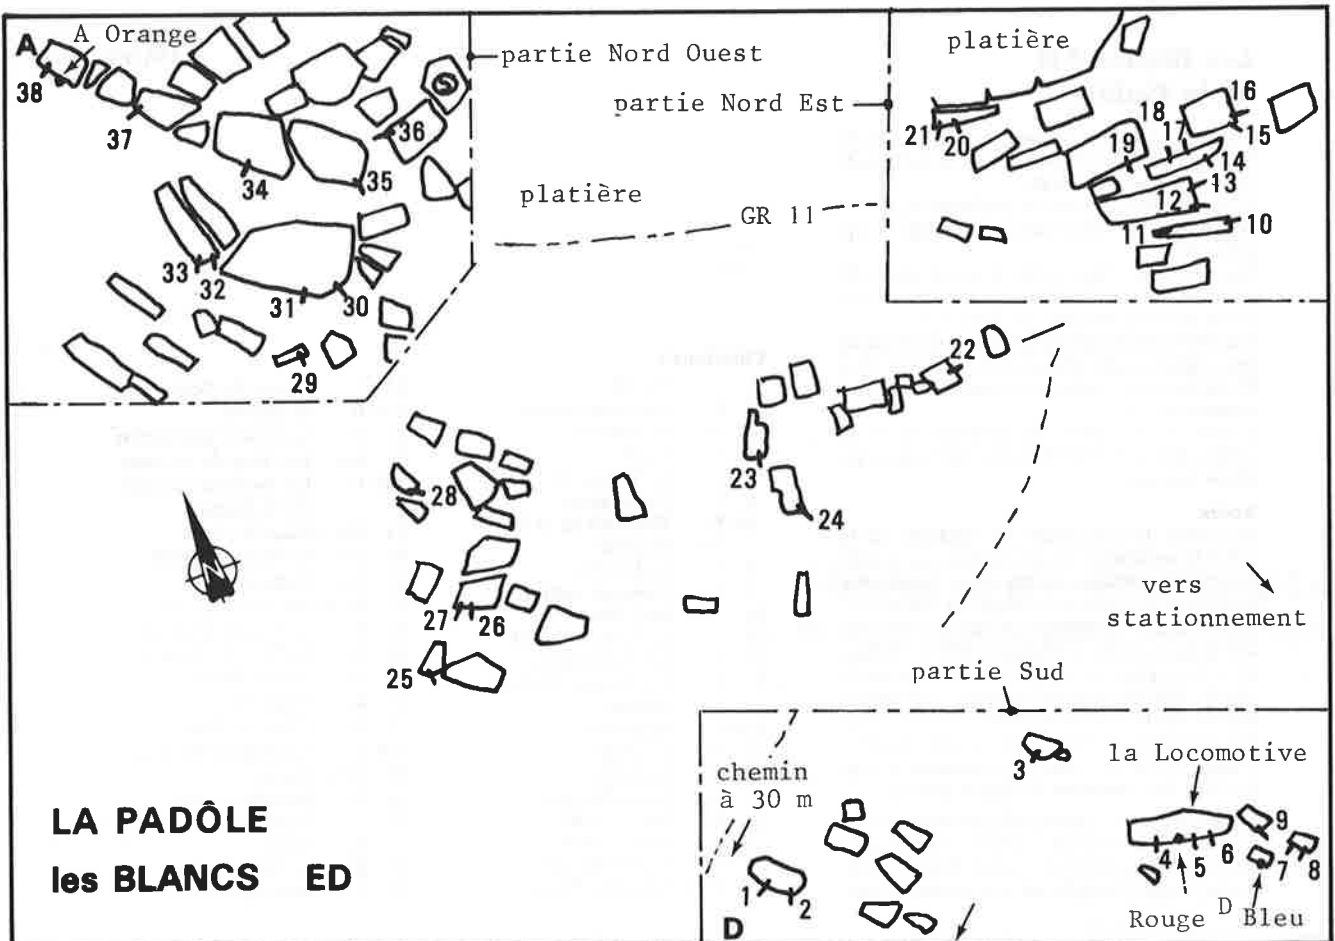 A
A Orange
38
37
34
35
36
S
33
32
31
30
29
partie Nord Ouest
partie Nord Est
platière
GR 11
platière
21
20
19
18
17
16
15
14
13
12
11
10
22
23
24
28
27
26
25
N
vers
stationnement
partie Sud
3
la Locomotive
chemin
à 30 m
1
2
D
4
5
6
9
7
8
Rouge
D Bleu
LA PADÔLE
les BLANCS ED